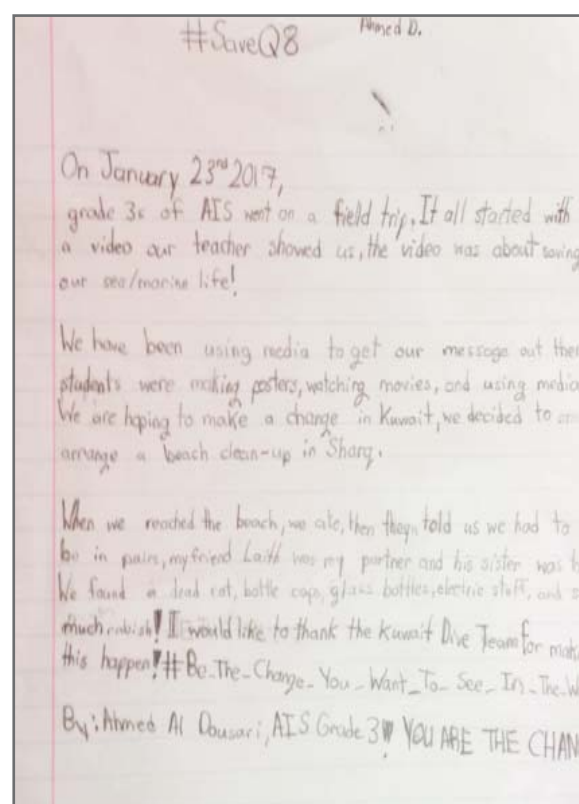 #SaveQ8
Ahmed D.
On January 23rd 2017,
grade 3s of AIS went on a field trip. It all started with
a video our teacher showed us, the video was about saving
our sea/marine life!
We have been using media to get our message out ther
students were making posters, watching movies, and using media
We are hoping to make a change in Kuwait, we decided to
arrange a beach clean-up in Sharq.
When we reached the beach, we ate, then they told us we had to
be in pairs, my friend Laith was my partner and his sister was
We found a dead cat, bottle caps, glass bottles, electric stuff, and s
much rubish! I would like to thank the Kuwait Dive Team for mak
this happen! #Be_The_Change_You_Want_To_See_In_The_W
By: Ahmed Al Dousari, AIS Grade 3! YOU ARE THE CHAN